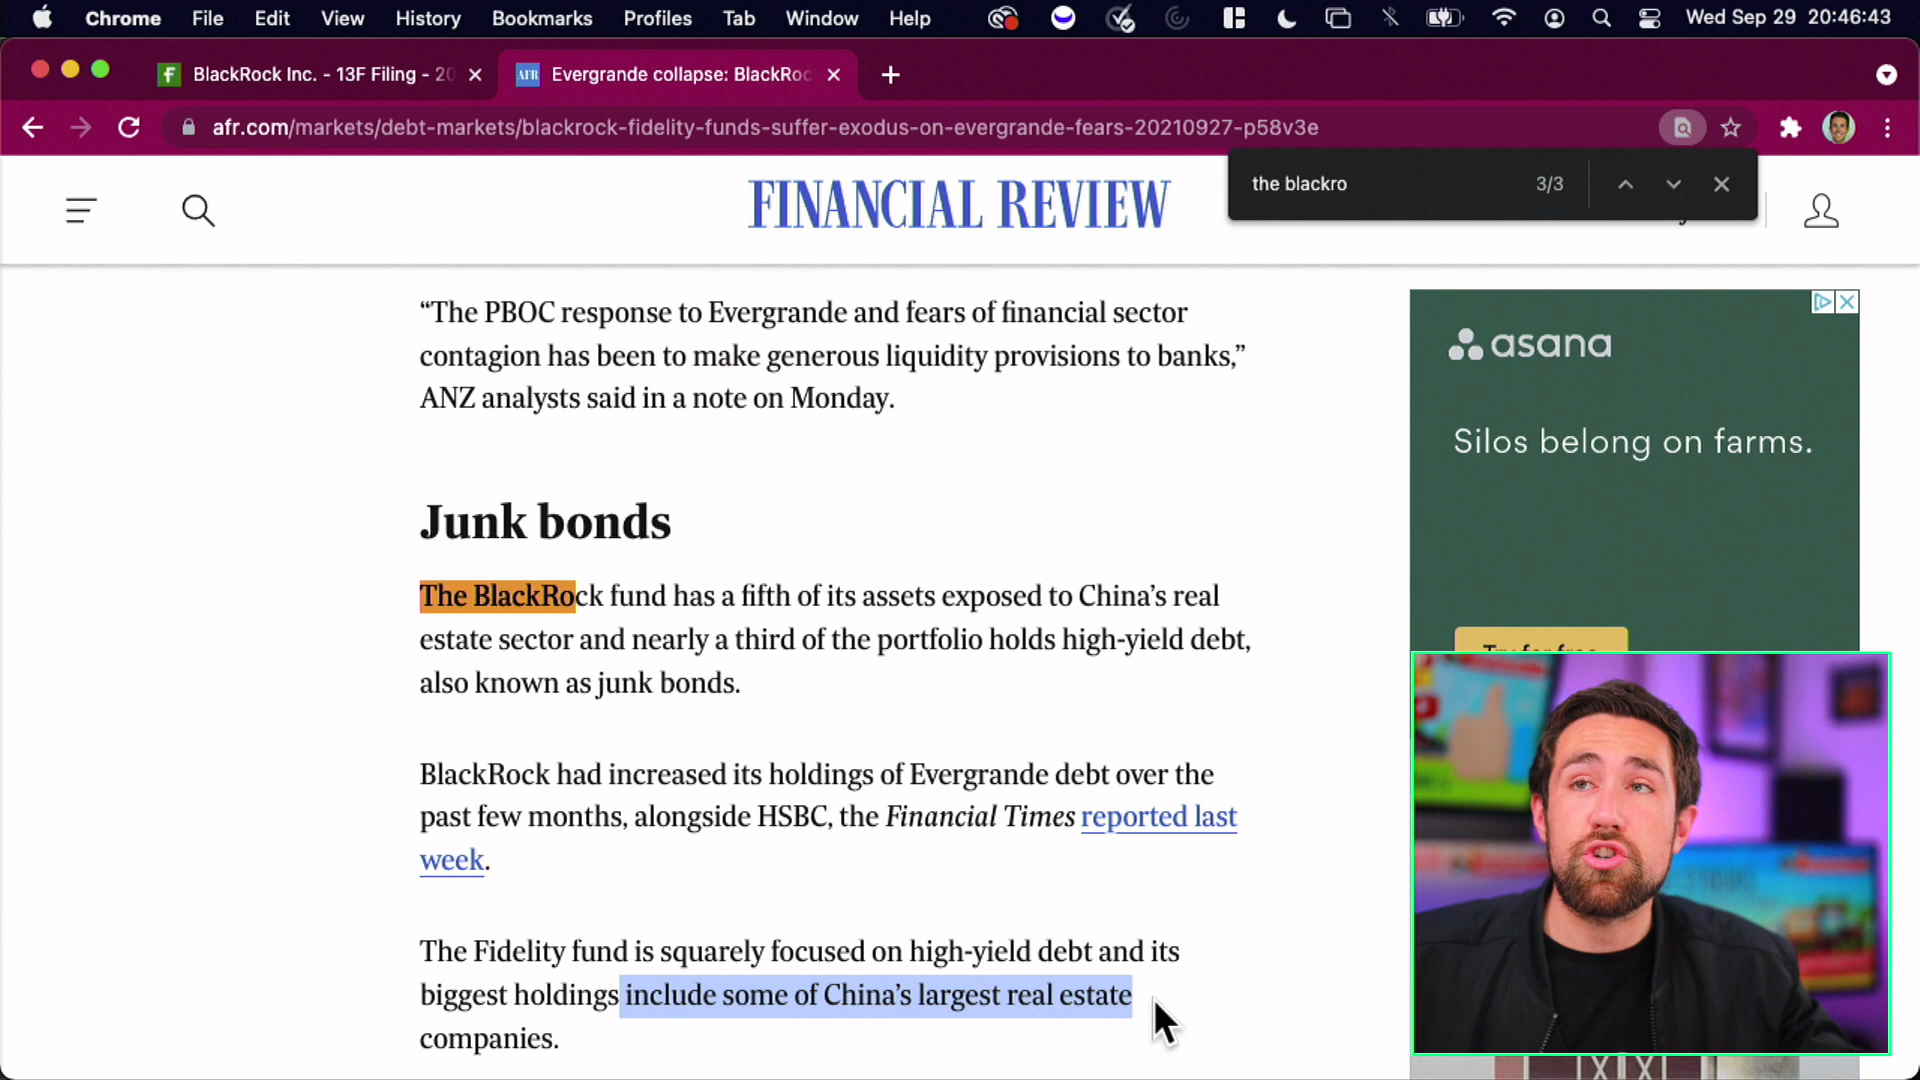 Chrome File Edit View History Bookmarks Profiles Tab Window Help Wed Sep 29 20:46:43
BlackRock Inc. - 13F Filing - 20
Evergrande collapse: BlackRoc
afr.com/markets/debt-markets/blackrock-fidelity-funds-suffer-exodus-on-evergrande-fears-20210927-p58v3e
the blackro 3/3
FINANCIAL REVIEW
“The PBOC response to Evergrande and fears of financial sector
contagion has been to make generous liquidity provisions to banks,”
ANZ analysts said in a note on Monday.
Junk bonds
The BlackRock fund has a fifth of its assets exposed to China’s real
estate sector and nearly a third of the portfolio holds high-yield debt,
also known as junk bonds.
BlackRock had increased its holdings of Evergrande debt over the
past few months, alongside HSBC, the Financial Times reported last
week.
The Fidelity fund is squarely focused on high-yield debt and its
biggest holdings include some of China’s largest real estate
companies.
asana
Silos belong on farms.
Try for free